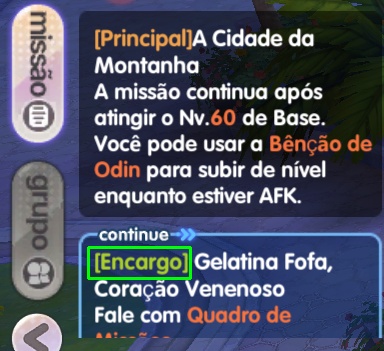 missão
grupo
[Principal]A Cidade da
Montanha
A missão continua após
atingir o Nv.60 de Base.
Você pode usar a Bênção de
Odin para subir de nível
enquanto estiver AFK.
continue
[Encargo] Gelatina Fofa,
Coração Venenoso
Fale com Quadro de
Missões